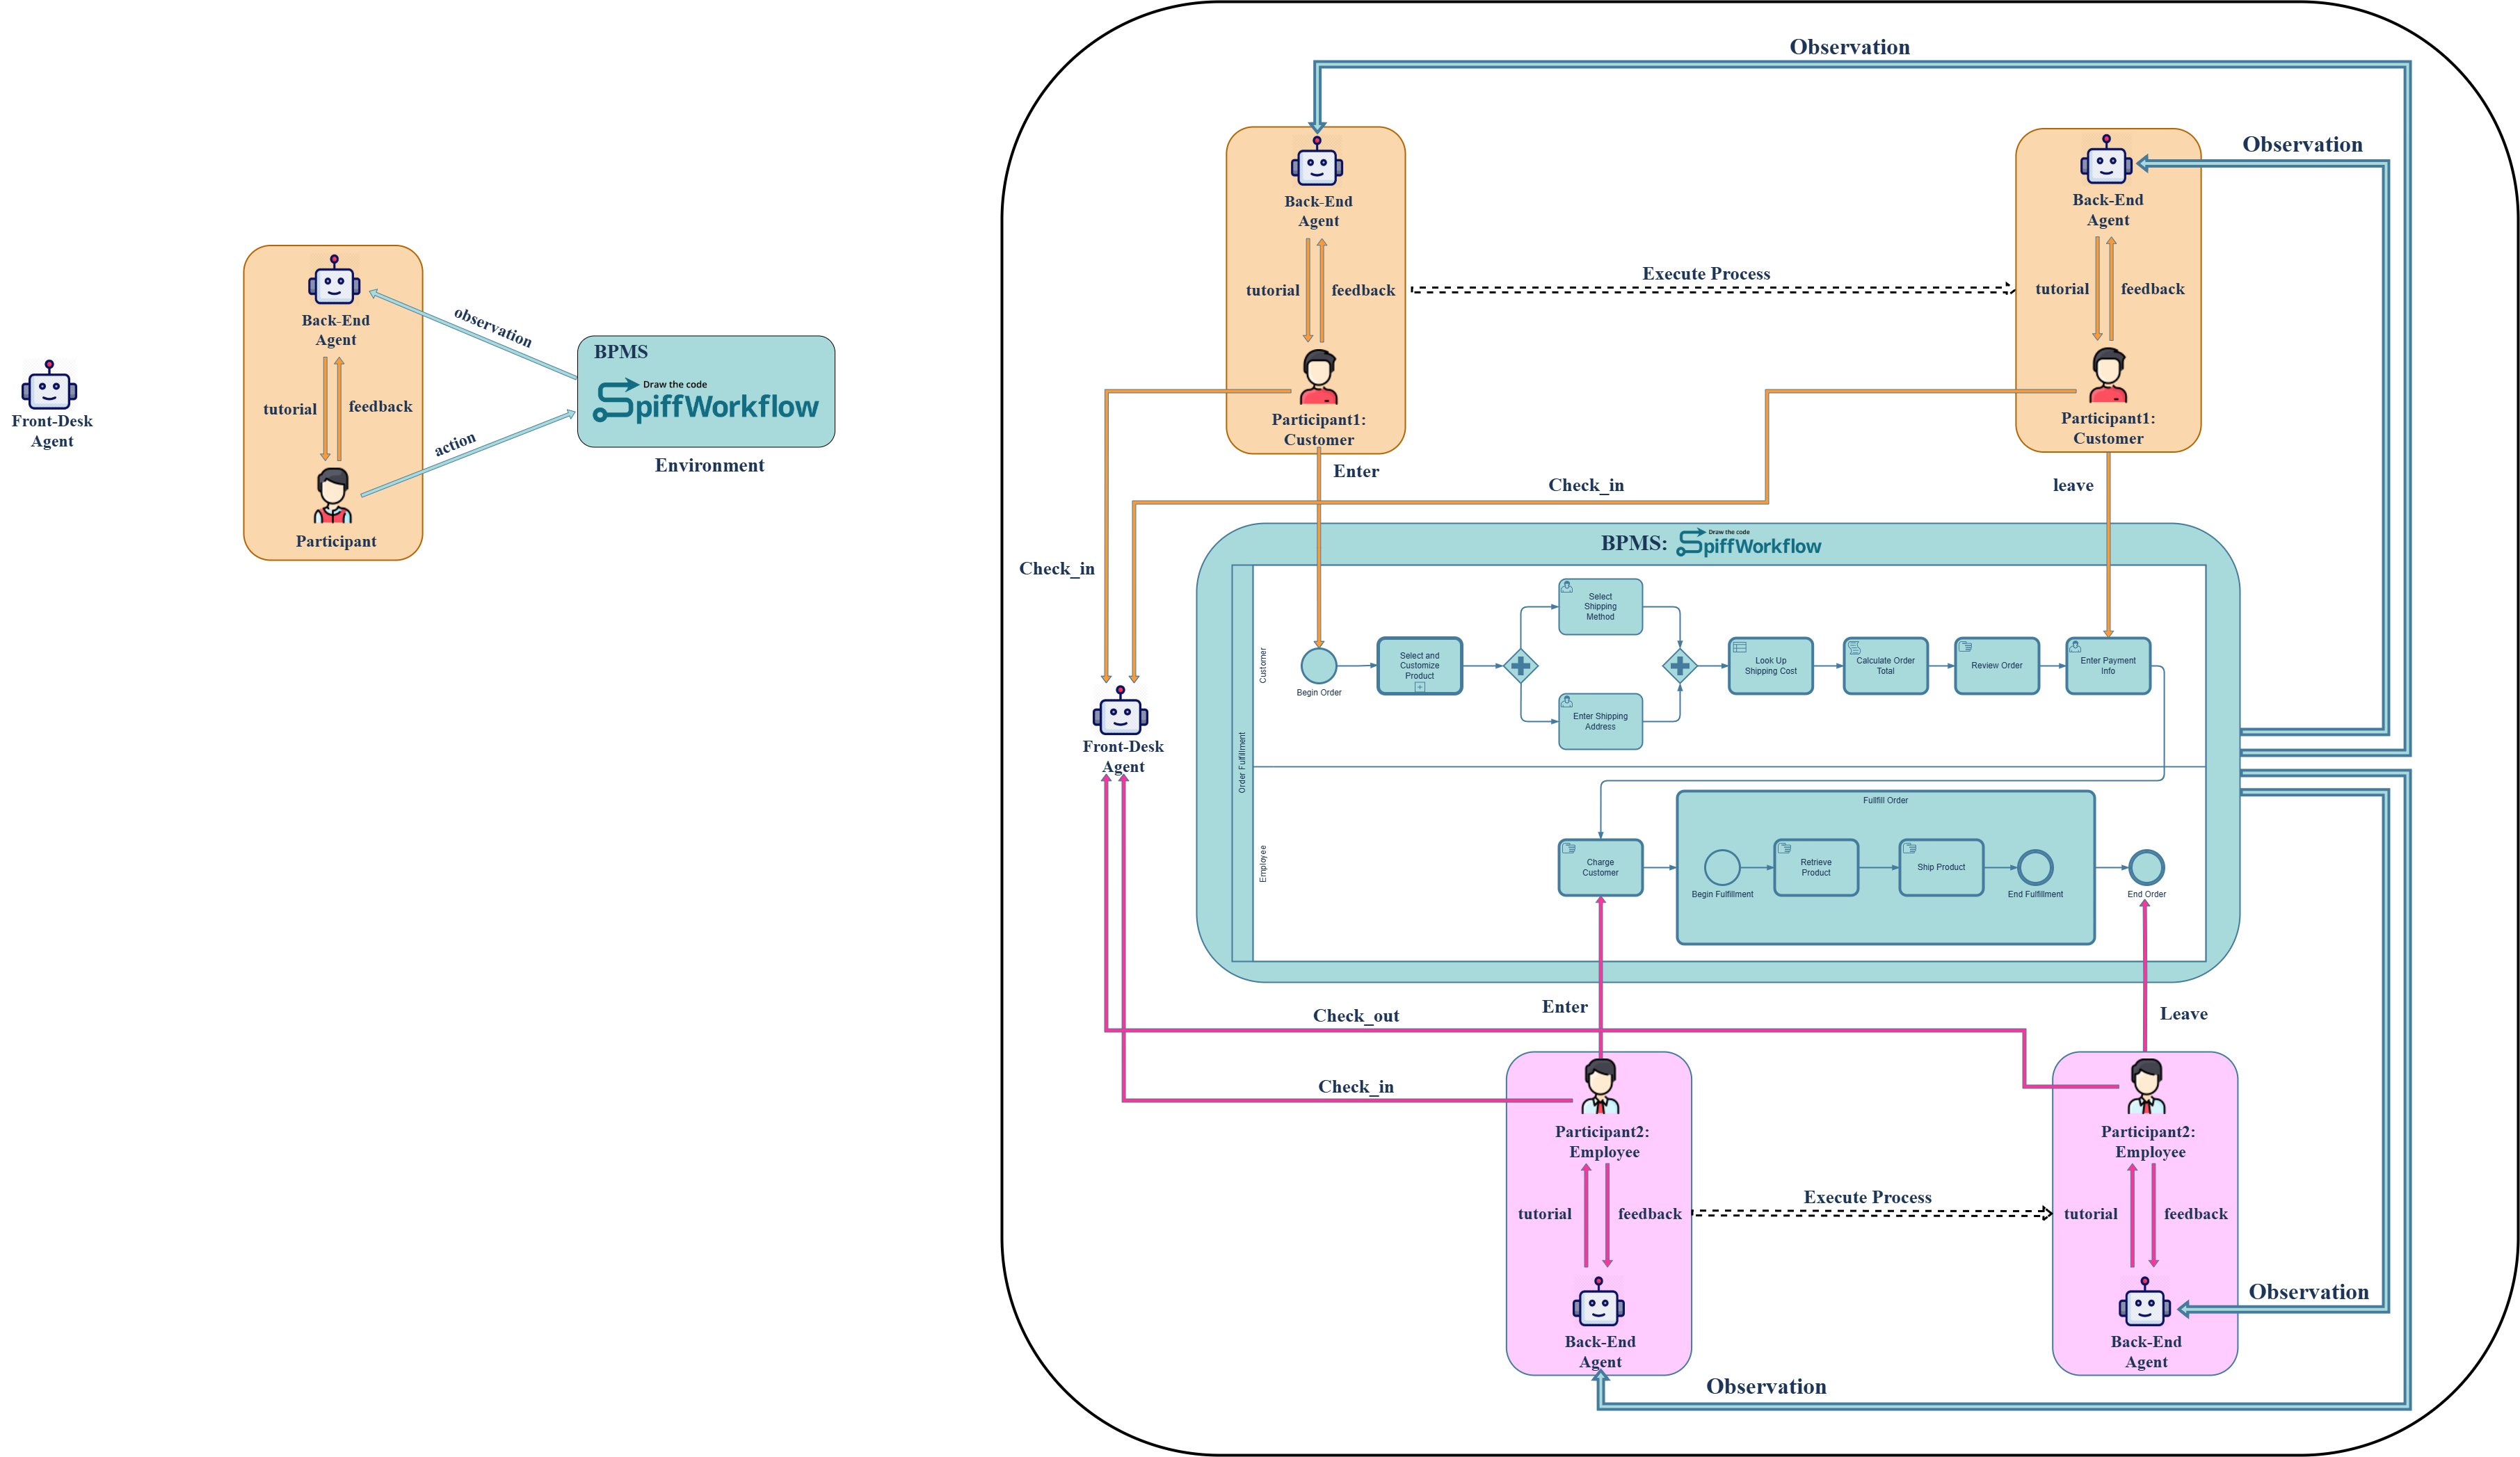 Front-Desk
Agent
Back-End
Agent
tutorial
feedback
Participant
observation
action
BPMS
Draw the code
SpiffWorkflow
Environment
Observation
Observation
Back-End
Agent
tutorial
feedback
Participant1:
Customer
Execute Process
Back-End
Agent
tutorial
feedback
Participant1:
Customer
Enter
Check_in
leave
Check_in
BPMS:
Draw the code
SpiffWorkflow
Order Fulfillment
Customer
Begin Order
Select and
Customize
Product
Select
Shipping
Method
Enter Shipping
Address
Look Up
Shipping Cost
Calculate Order
Total
Review Order
Enter Payment
Info
Front-Desk
Agent
Employee
Charge
Customer
Fullfill Order
Begin Fulfillment
Retrieve
Product
Ship Product
End Fulfillment
End Order
Enter
Leave
Check_out
Check_in
Participant2:
Employee
tutorial
feedback
Back-End
Agent
Execute Process
Participant2:
Employee
tutorial
feedback
Back-End
Agent
Observation
Observation